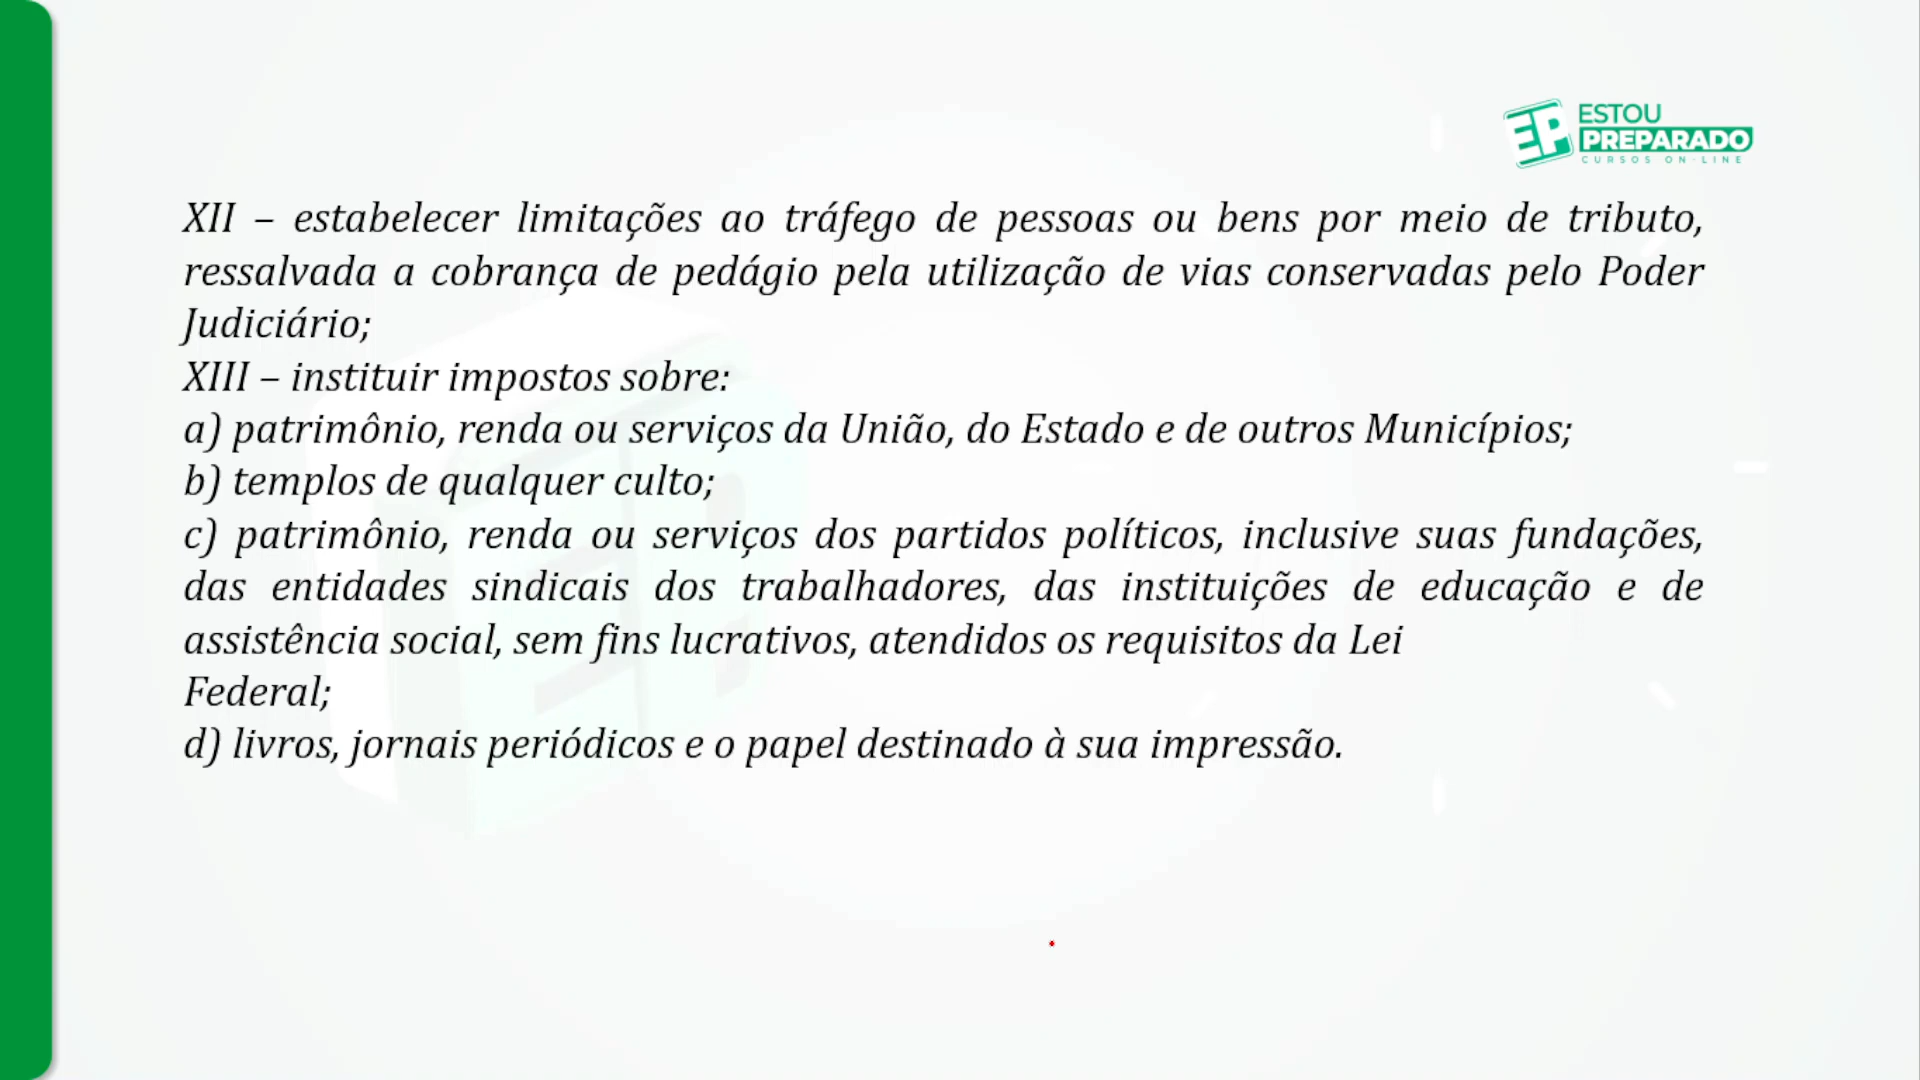 EP
ESTOU
PREPARADO
CURSOS ON-LINE
XII – estabelecer limitações ao tráfego de pessoas ou bens por meio de tributo,
ressalvada a cobrança de pedágio pela utilização de vias conservadas pelo Poder
Judiciário;
XIII – instituir impostos sobre:
a) patrimônio, renda ou serviços da União, do Estado e de outros Municípios;
b) templos de qualquer culto;
c) patrimônio, renda ou serviços dos partidos políticos, inclusive suas fundações,
das entidades sindicais dos trabalhadores, das instituições de educação e de
assistência social, sem fins lucrativos, atendidos os requisitos da Lei
Federal;
d) livros, jornais periódicos e o papel destinado à sua impressão.